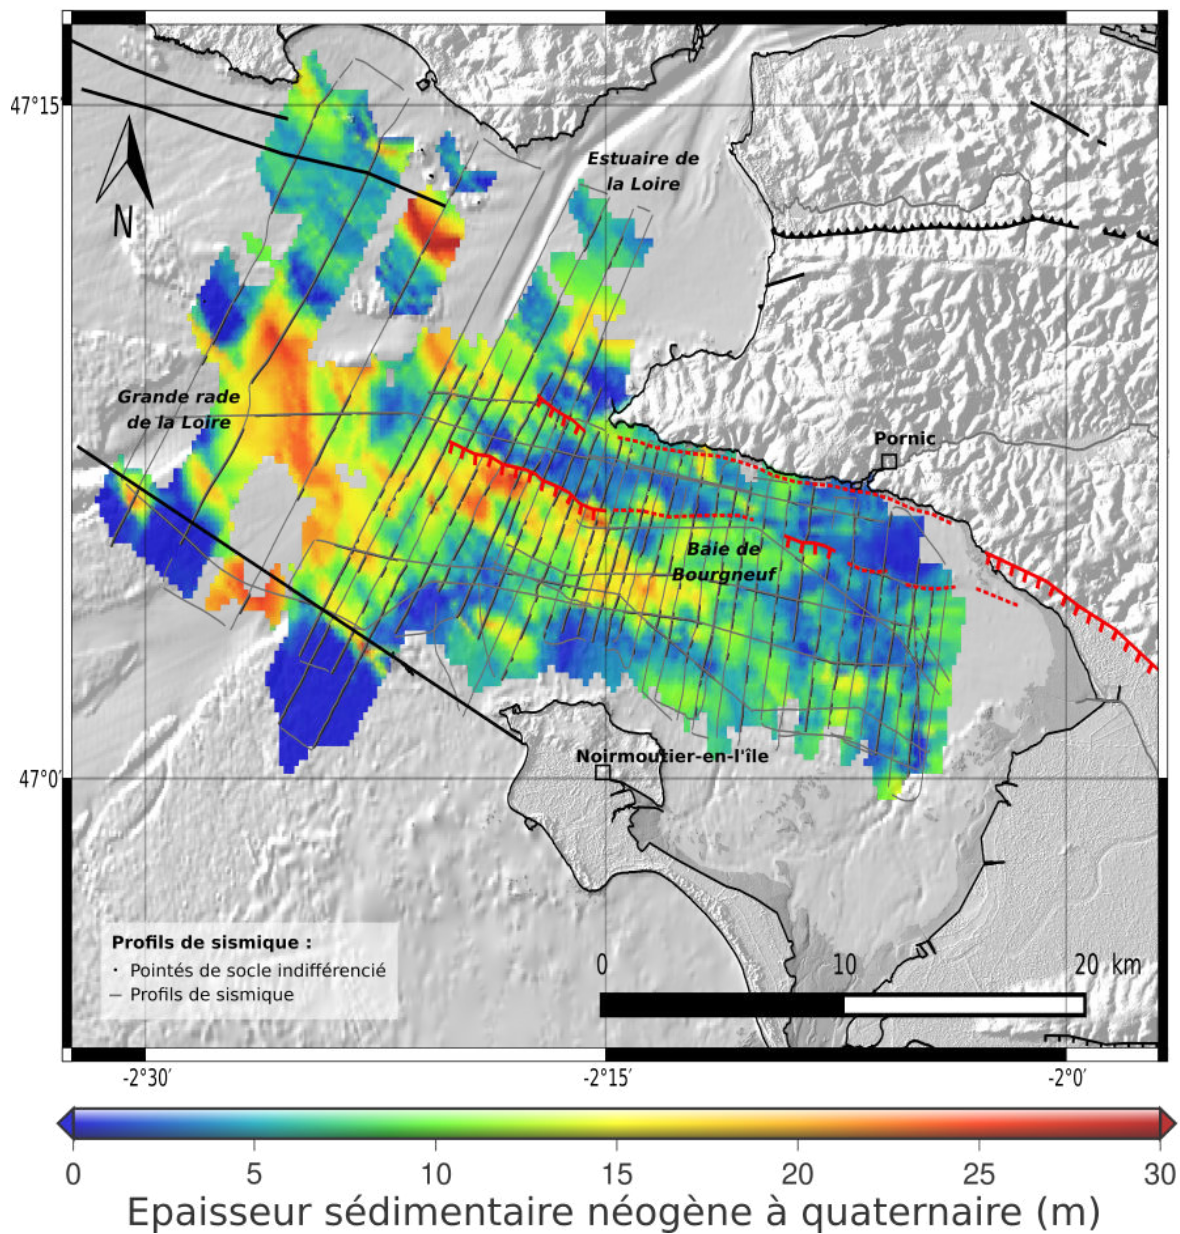 47°15'
Estuaire de
la Loire
N
Grande rade
de la Loire
Pornic
Baie de
Bourgneuf
Noirmoutier-en-l'île
47°0'
Profils de sismique :
Pointés de socle indifférencié
Profils de sismique
0 10 20 km
-2°30' -2°15' -2°0'
0 5 10 15 20 25 30
Epaisseur sédimentaire néogène à quaternaire (m)